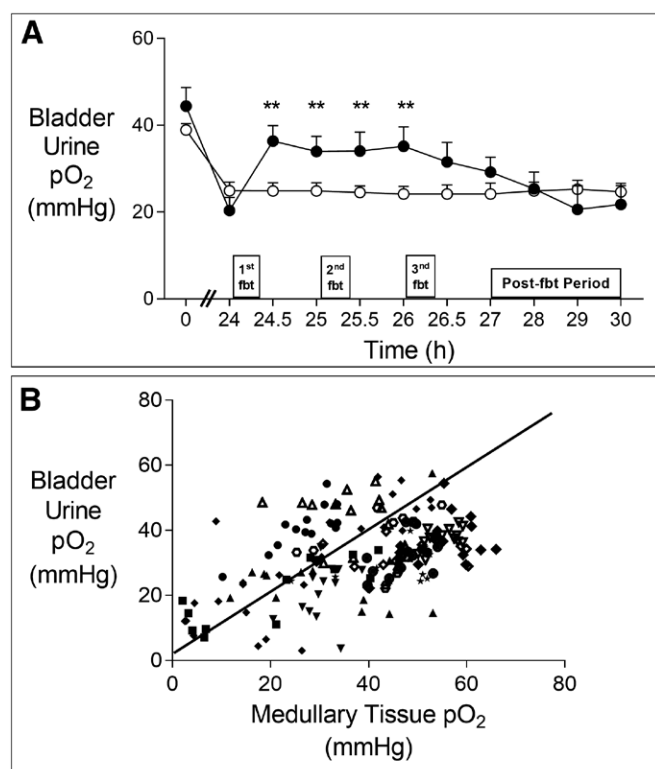 A
Bladder
Urine
pO₂
(mmHg)
60
40
20
0
** ** ** **
1st
fbt
2nd
fbt
3nd
fbt
Post-fbt Period
0 24 24.5 25 25.5 26 26.5 27 28 29 30
Time (h)
B
Bladder
Urine
pO₂
(mmHg)
80
60
40
20
0
0 20 40 60 80
Medullary Tissue pO₂
(mmHg)